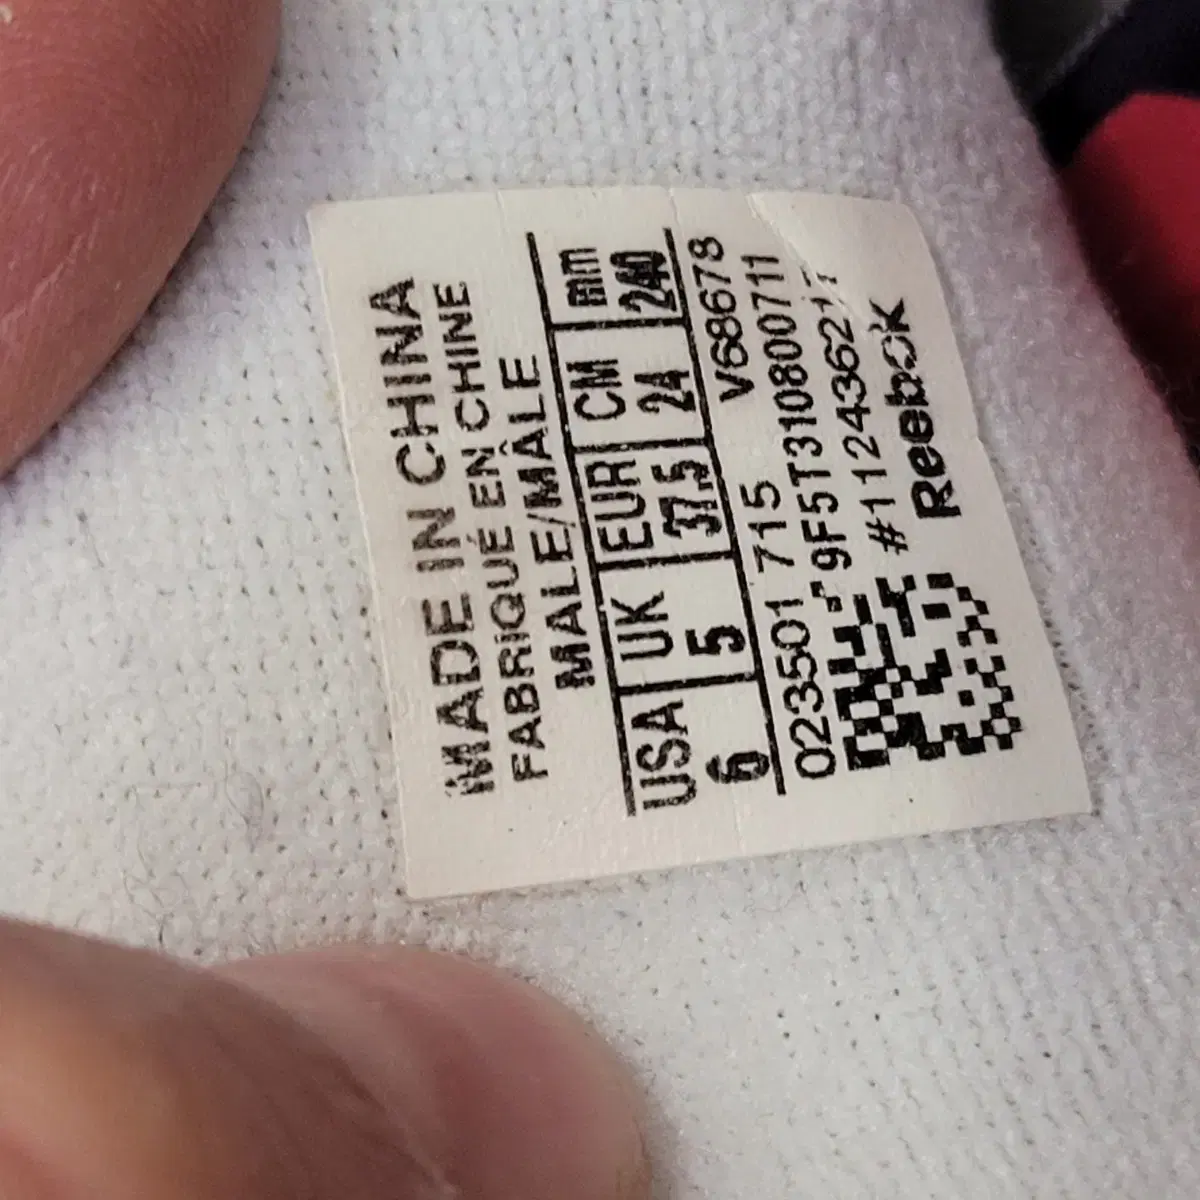 MADE IN CHINA
FABRIQUÉ EN CHINE
MALE/MÂLE
USA UK EUR CM mm
6 5 37.5 24 240
V68678
023501 715
9F5T310800711
#112436217
Reebok